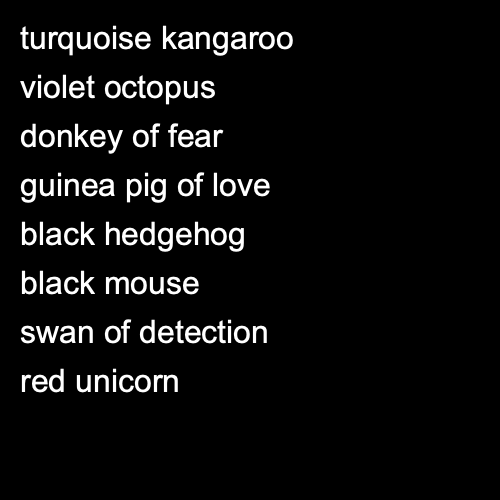 turquoise kangaroo
violet octopus
donkey of fear
guinea pig of love
black hedgehog
black mouse
swan of detection
red unicorn